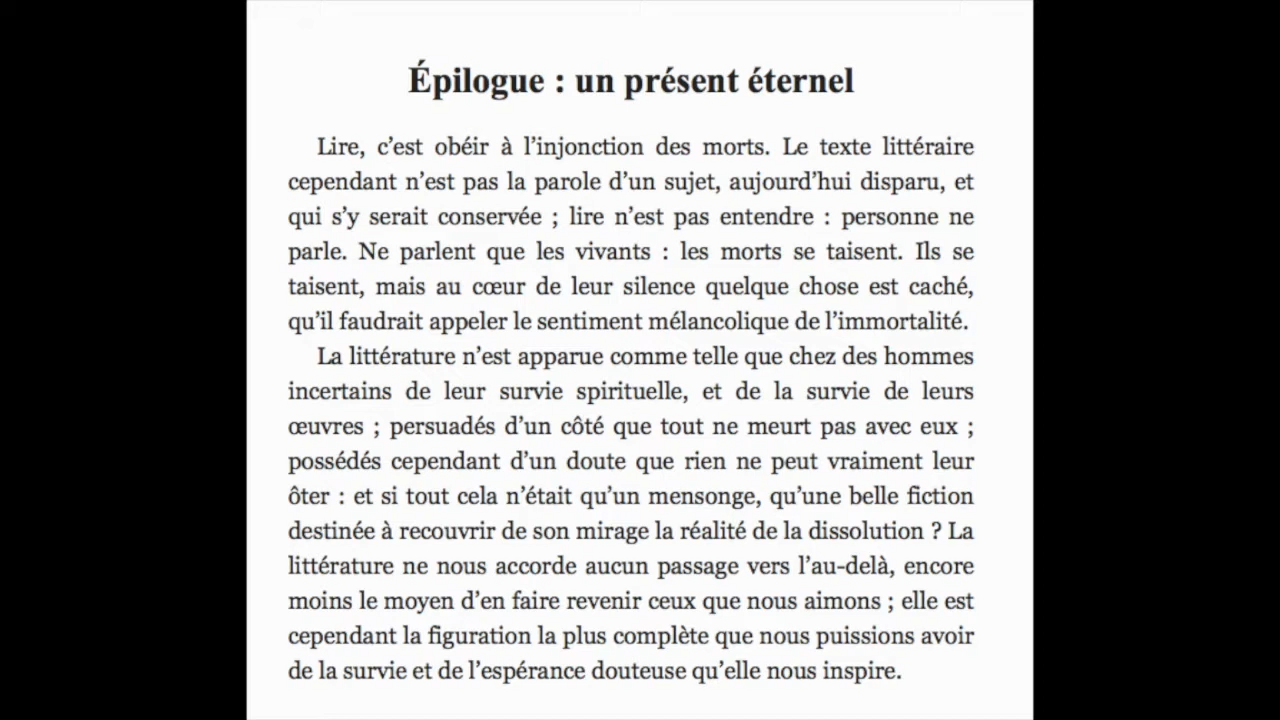 Épilogue : un présent éternel
Lire, c’est obéir à l’injonction des morts. Le texte littéraire
cependant n’est pas la parole d’un sujet, aujourd’hui disparu, et
qui s’y serait conservée ; lire n’est pas entendre : personne ne
parle. Ne parlent que les vivants : les morts se taisent. Ils se
taisent, mais au cœur de leur silence quelque chose est caché,
qu’il faudrait appeler le sentiment mélancolique de l’immortalité.
La littérature n’est apparue comme telle que chez des hommes
incertains de leur survie spirituelle, et de la survie de leurs
œuvres ; persuadés d’un côté que tout ne meurt pas avec eux ;
possédés cependant d’un doute que rien ne peut vraiment leur
ôter : et si tout cela n’était qu’un mensonge, qu’une belle fiction
destinée à recouvrir de son mirage la réalité de la dissolution ? La
littérature ne nous accorde aucun passage vers l’au-delà, encore
moins le moyen d’en faire revenir ceux que nous aimons ; elle est
cependant la figuration la plus complète que nous puissions avoir
de la survie et de l’espérance douteuse qu’elle nous inspire.